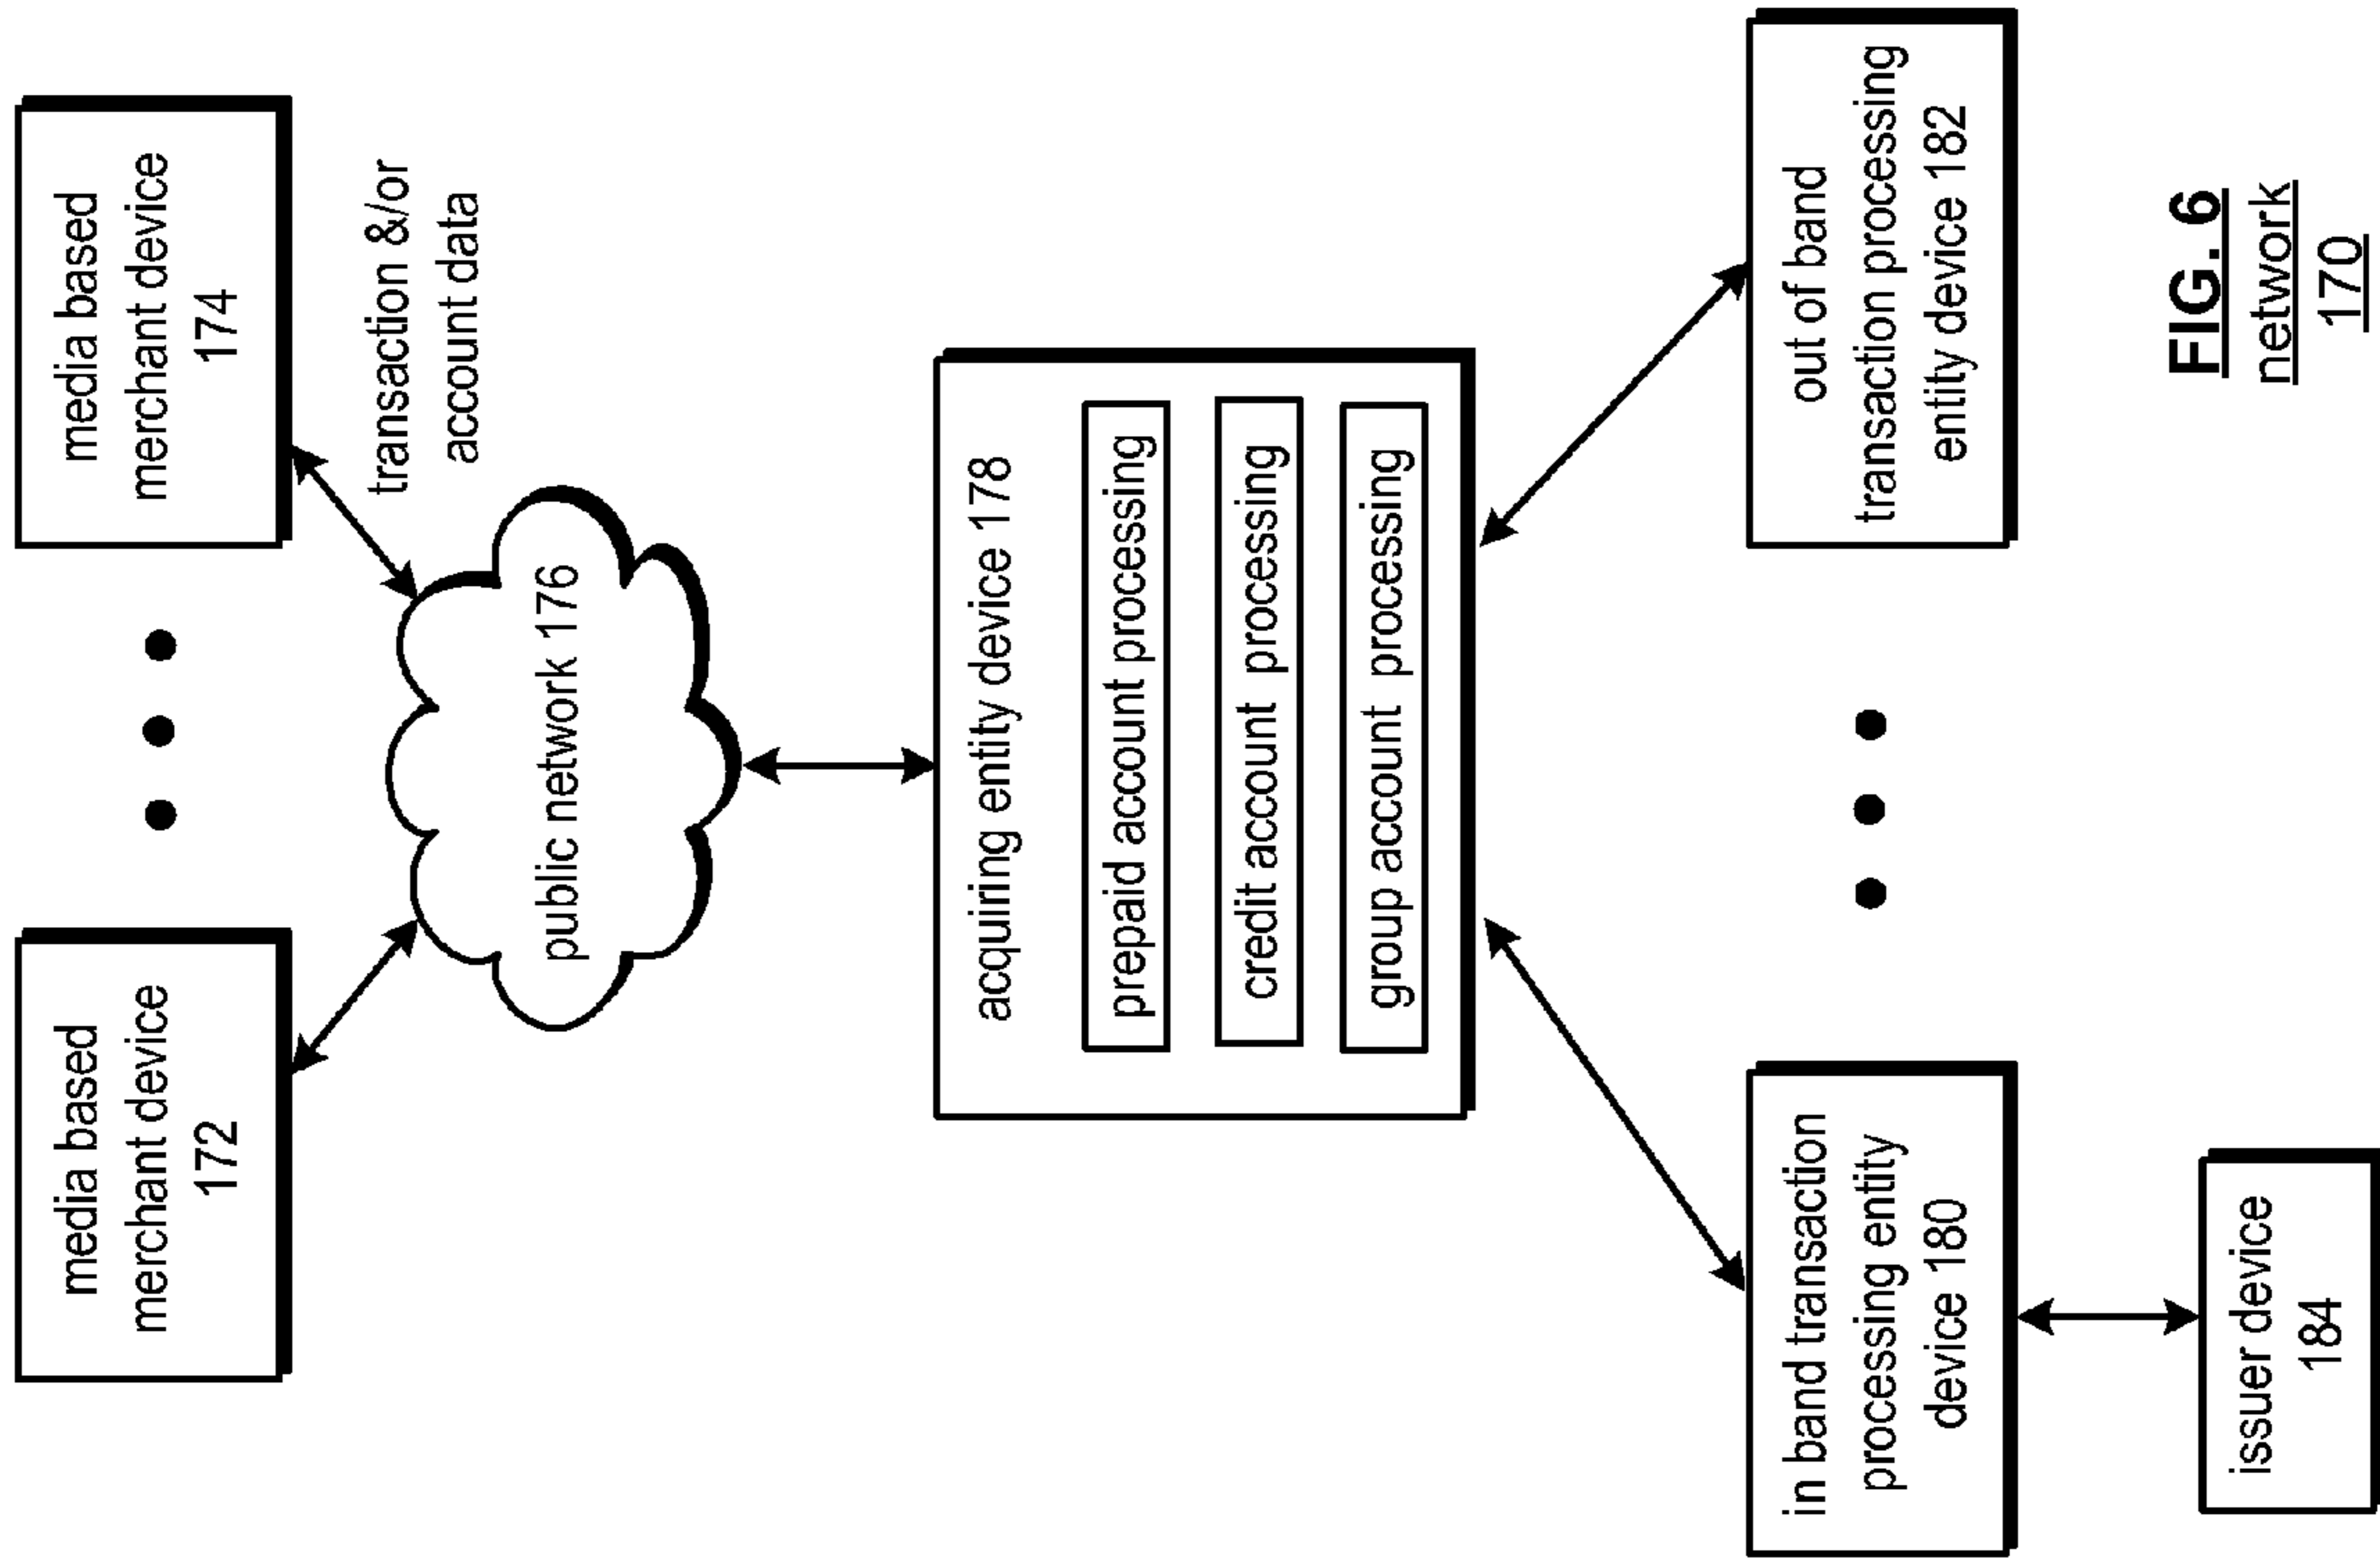 media based
merchant device
172
media based
merchant device
174
transaction &/or
account data
public network 176
acquiring entity device 178
prepaid account processing
credit account processing
group account processing
in band transaction
processing entity
device 180
out of band
transaction processing
entity device 182
issuer device
184
FIG. 6
network
170